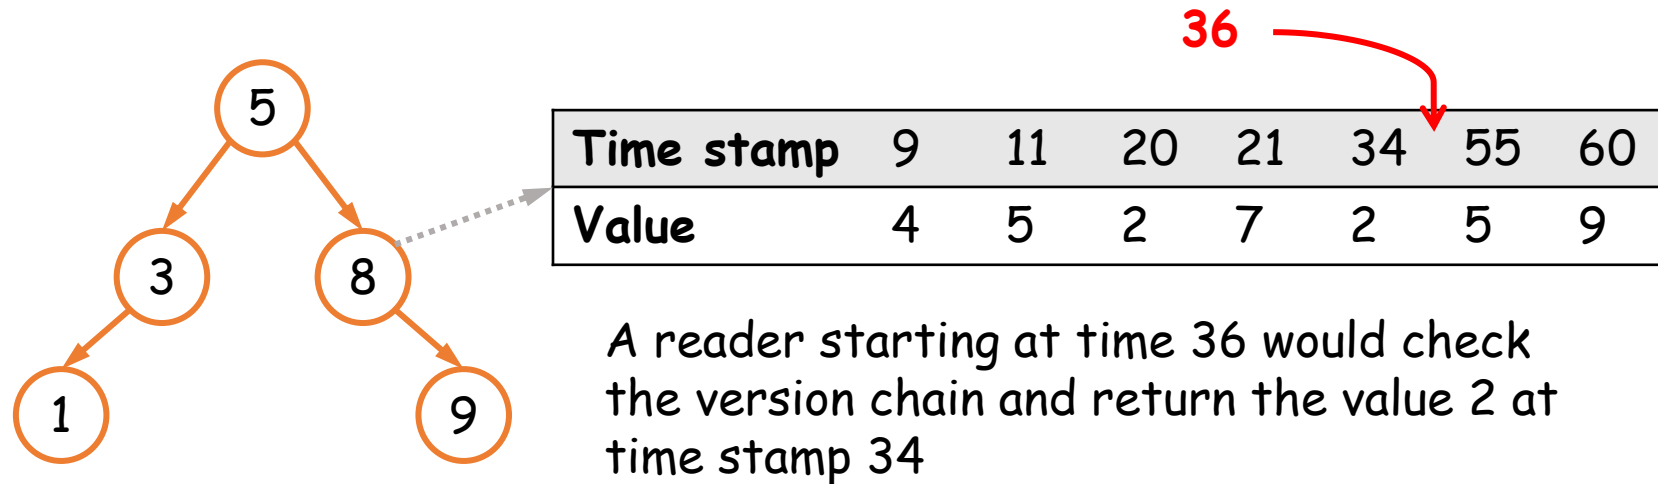 36
5
3
8
1
9
Time stamp 9 11 20 21 34 55 60
Value 4 5 2 7 2 5 9
A reader starting at time 36 would check
the version chain and return the value 2 at
time stamp 34